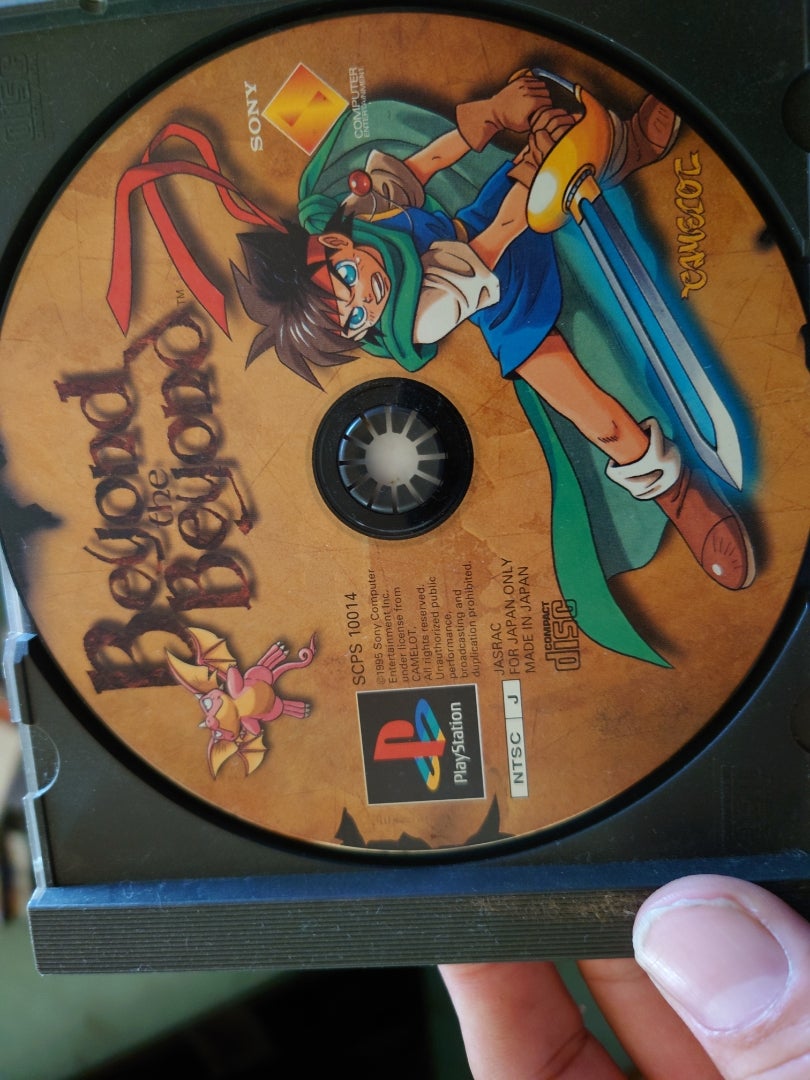 SONY
COMPUTER
ENTERTAINMENT
CAMELOT
Beyond
the
Beyond™
SCPS 10014
©1995 Sony Computer
Entertainment Inc.
under license from
CAMELOT.
All rights reserved.
Unauthorized public
performance,
broadcasting and
duplication prohibited.
JASRAC
FOR JAPAN ONLY
MADE IN JAPAN
COMPACT
disc
PlayStation
NTSC J